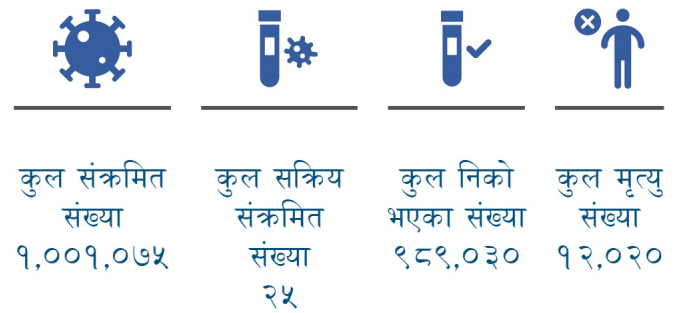 कुल संक्रमित
संख्या
१,००१,०७५
कुल सक्रिय
संक्रमित
संख्या
२५
कुल निको
भएका संख्या
९८९,०३०
कुल मृत्यु
संख्या
१२,०२०